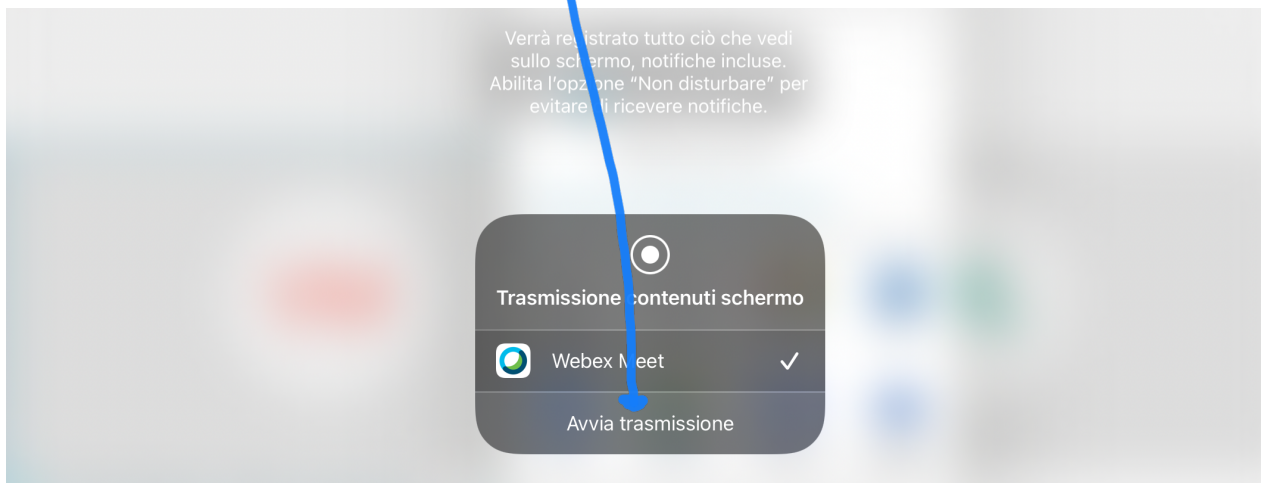 Verrà registrato tutto ciò che vedi
sullo schermo, notifiche incluse.
Abilita l'opzione “Non disturbare” per
evitare di ricevere notifiche.
Trasmissione contenuti schermo
Webex Meet
Avvia trasmissione